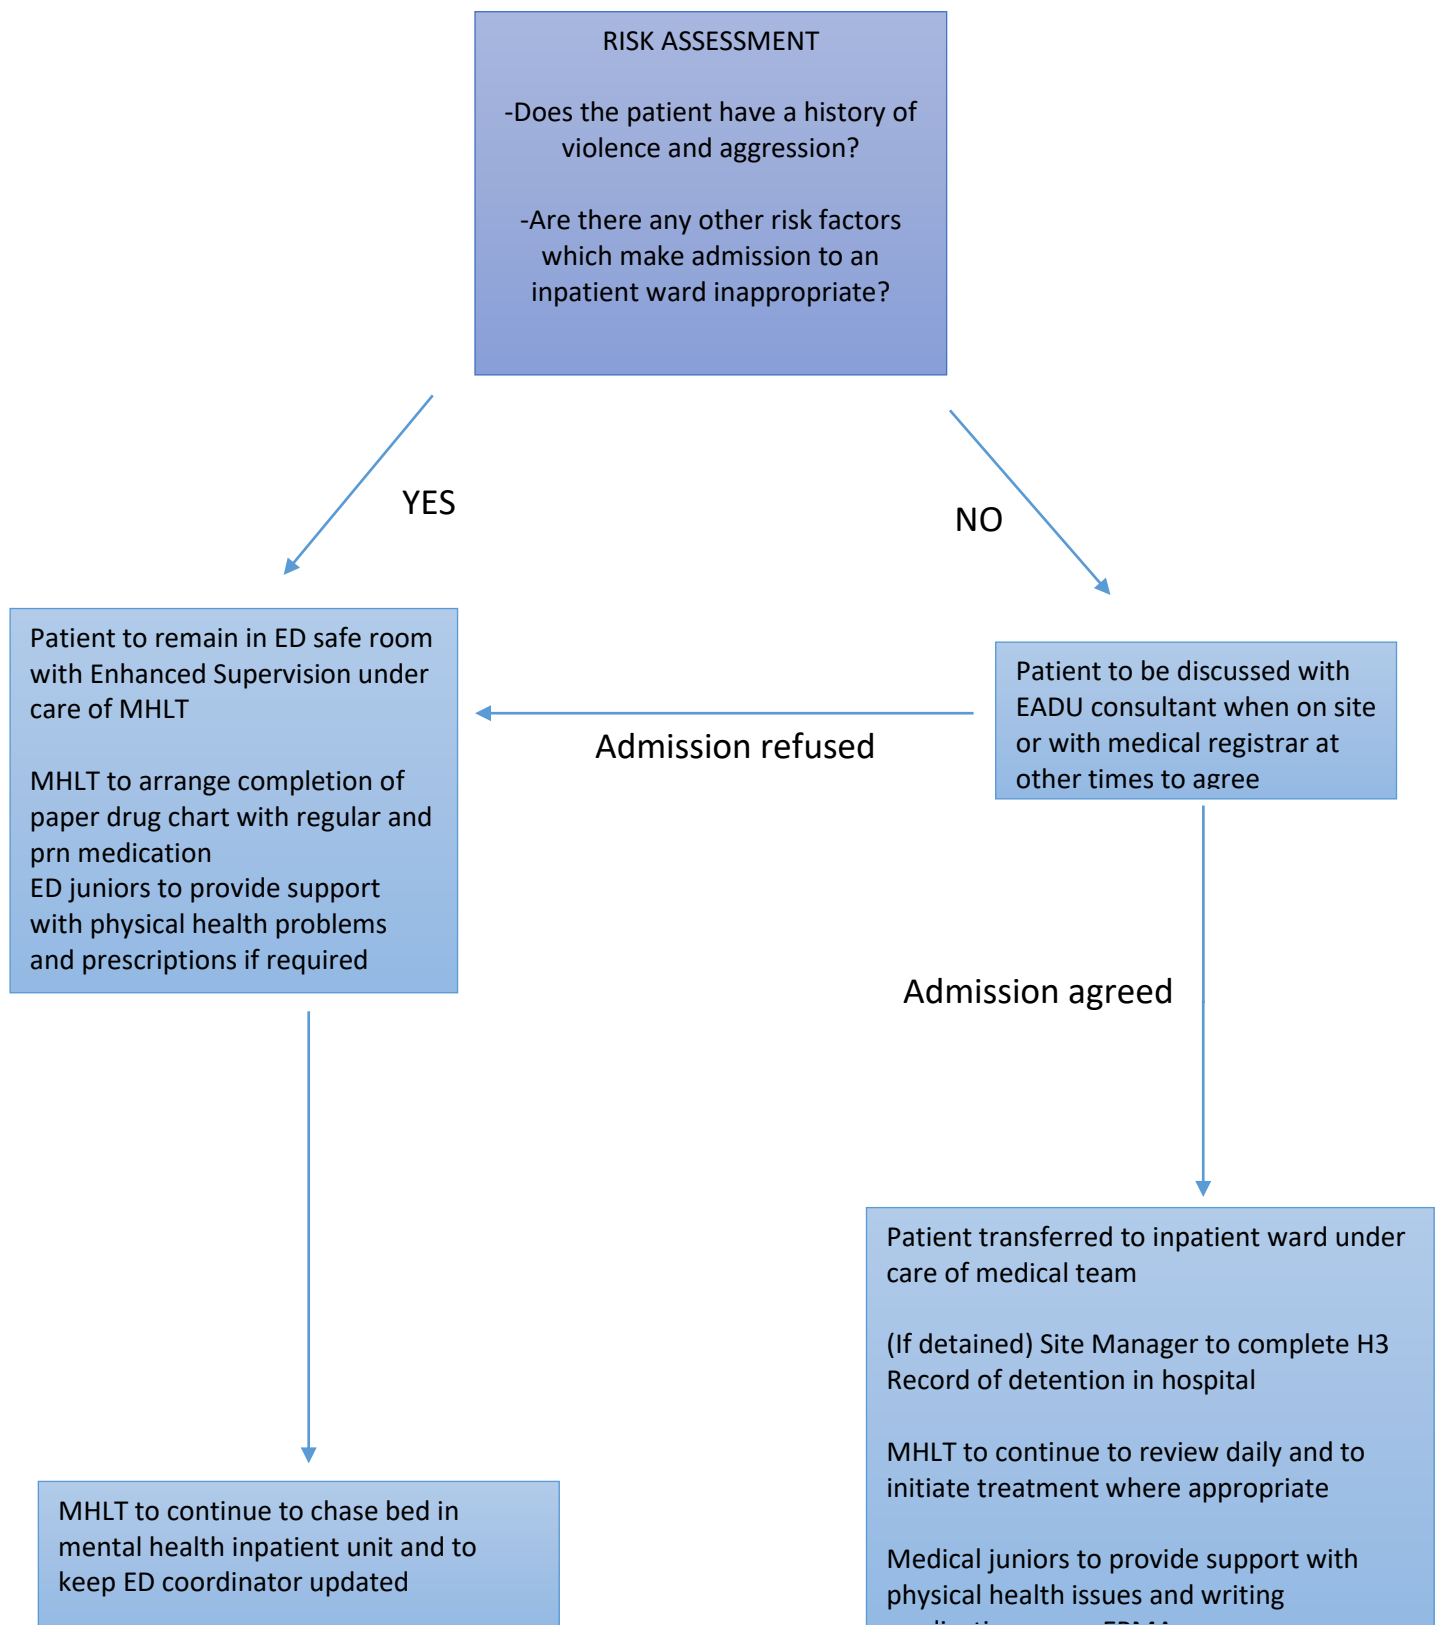 RISK ASSESSMENT
-Does the patient have a history of
violence and aggression?
-Are there any other risk factors
which make admission to an
inpatient ward inappropriate?
YES
NO
Patient to remain in ED safe room
with Enhanced Supervision under
care of MHLT
MHLT to arrange completion of
paper drug chart with regular and
prn medication
ED juniors to provide support
with physical health problems
and prescriptions if required
Admission refused
Patient to be discussed with
EADU consultant when on site
or with medical registrar at
other times to agree
Admission agreed
Patient transferred to inpatient ward under
care of medical team
(If detained) Site Manager to complete H3
Record of detention in hospital
MHLT to continue to review daily and to
initiate treatment where appropriate
Medical juniors to provide support with
physical health issues and writing
MHLT to continue to chase bed in
mental health inpatient unit and to
keep ED coordinator updated